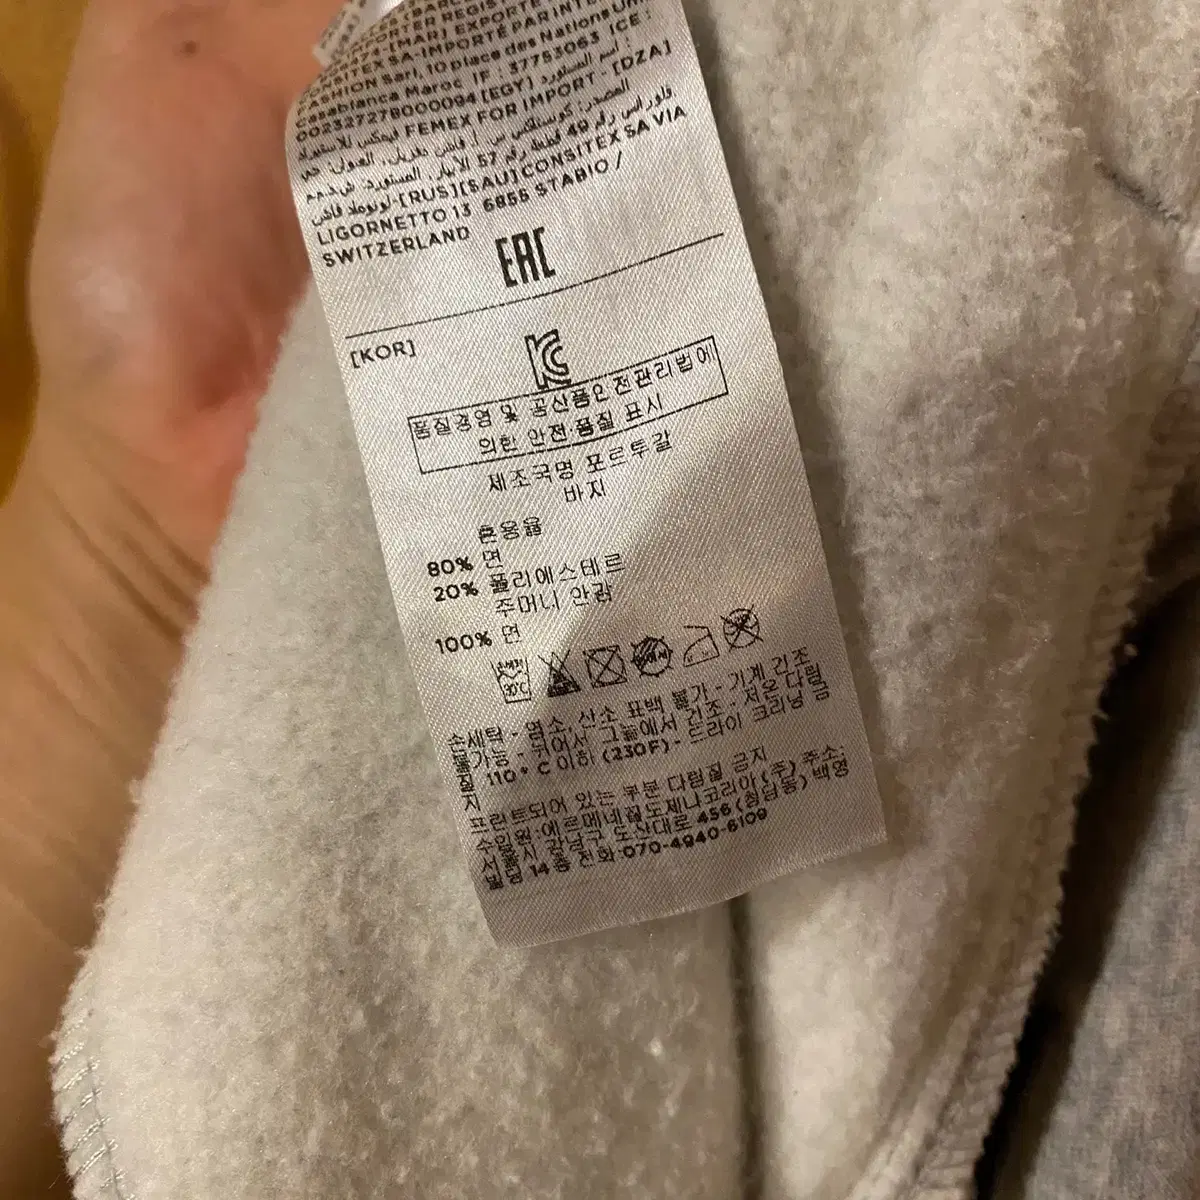 FOR REGIS
[MAR] EXPORTE
CONSITEX SA - IMPORTÉ PAR INTER
FASHION Sarl, 10 place des Nations Uni
Casablanca Maroc IF: 37753063 ICE:
002327278000094 [EGY] اسم المستورد:
FEMEX FOR IMPORT - [DZA]
[RUS][SAU] CONSITEX SA VIA
LIGORNETTO 13 6855 STABIO /
SWITZERLAND
EAC
[KOR]
KC
품질경영 및 공산품안전관리법에
의한 안전·품질 표시
제조국명 포르투갈
바지
혼용율
80% 면
20% 폴리에스테르
주머니 안감
100% 면
손세탁 - 염소, 산소 표백 불가 - 기계 건조
불가능 - 뉘어서 그늘에서 건조 - 저온 다림
질 110°C 이하 (230F) - 드라이 크리닝 금
지
프린트되어 있는 부분 다림질 금지
수입원:에르메네질도제냐코리아(주) 주소:
서울시 강남구 도산대로 456(청담동) 백영
빌딩 14층 전화:070-4940-6109